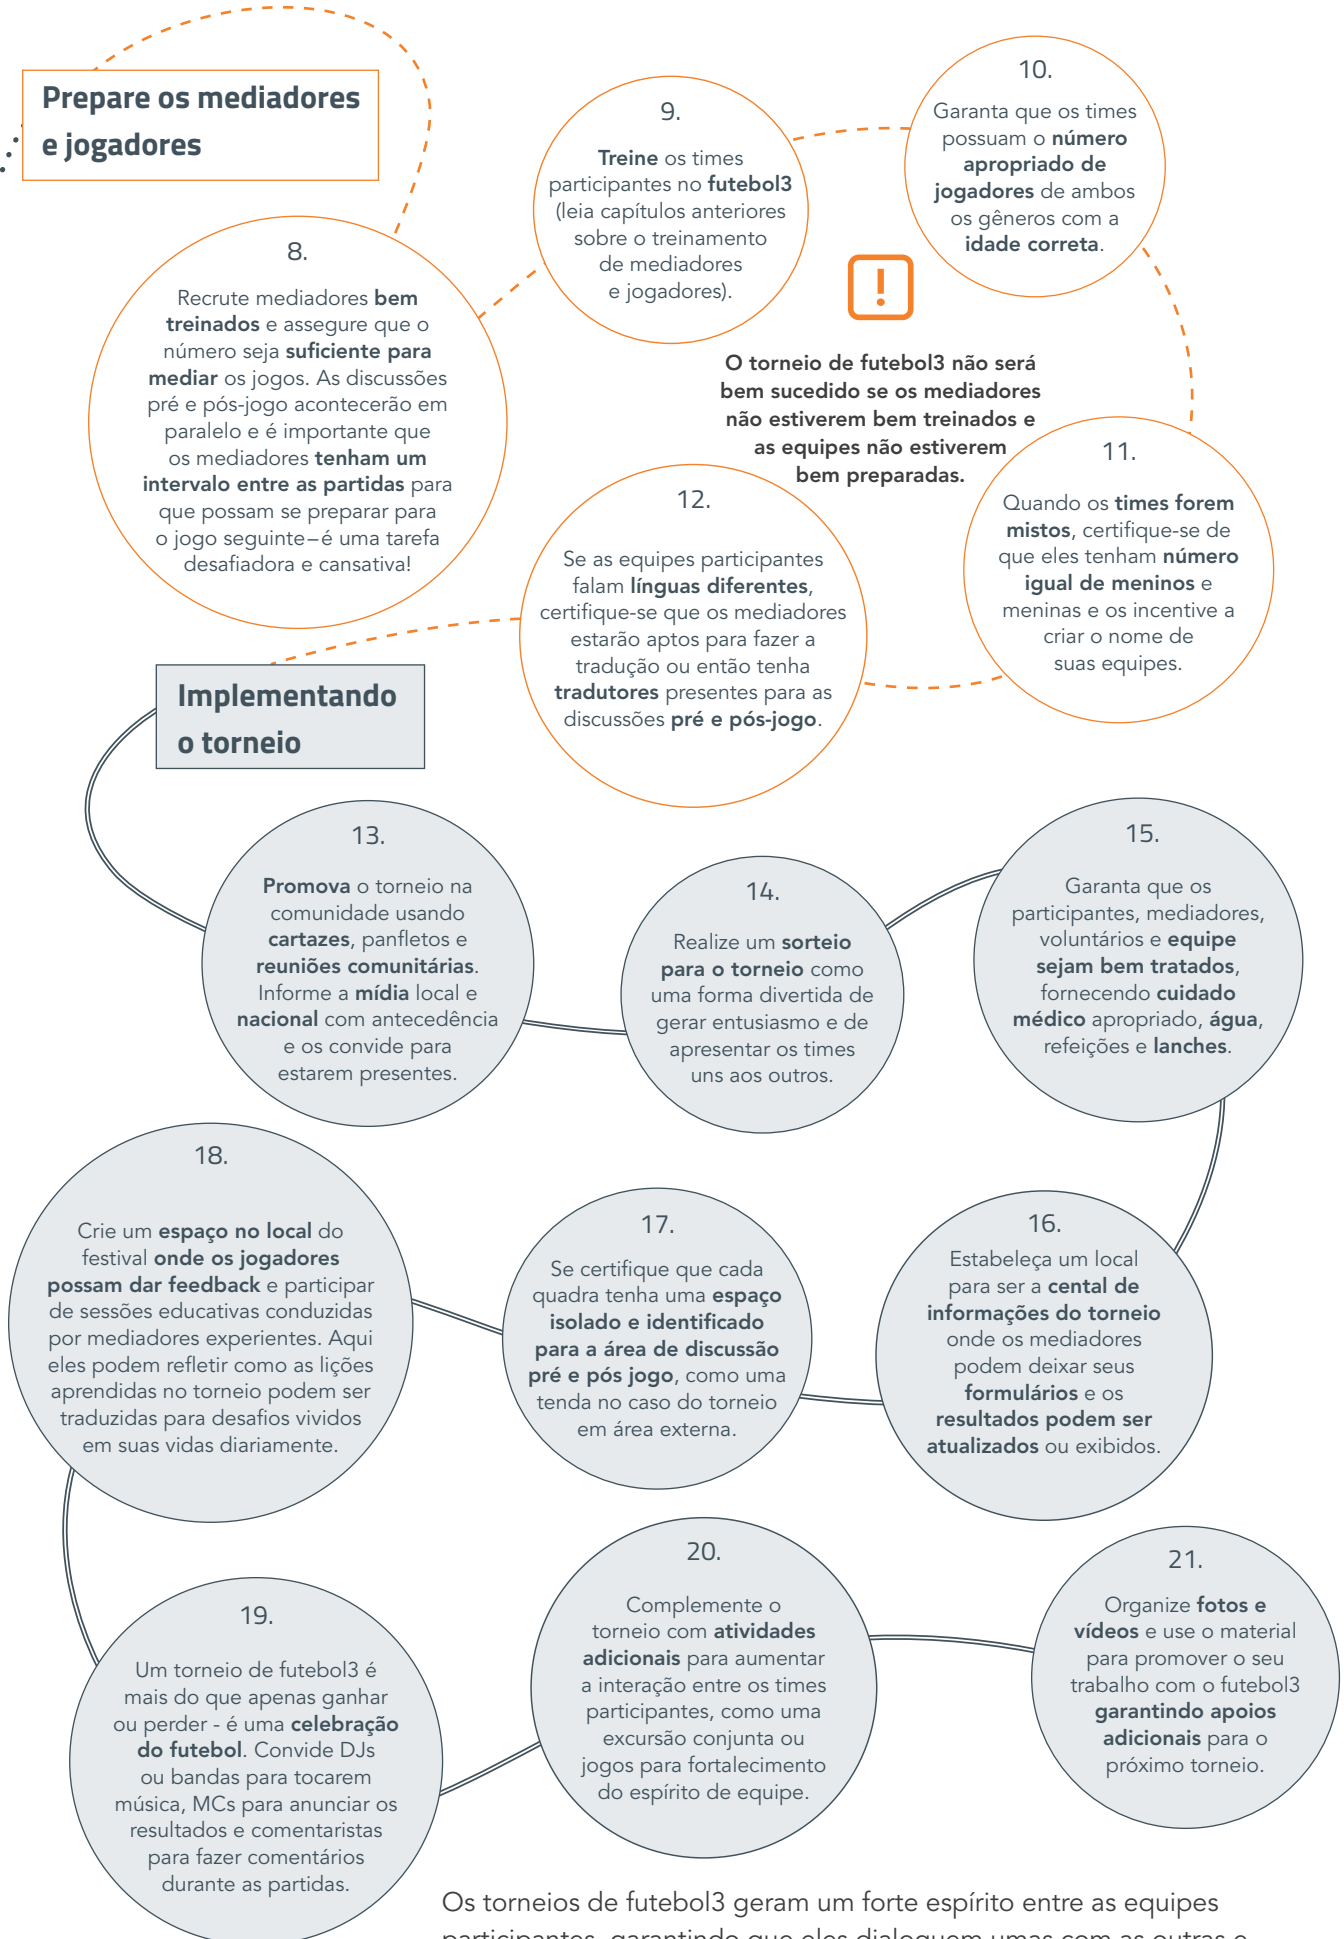 Prepare os mediadores
e jogadores
8.
Recrute mediadores bem
treinados e assegure que o
número seja suficiente para
mediar os jogos. As discussões
pré e pós-jogo acontecerão em
paralelo e é importante que
os mediadores tenham um
intervalo entre as partidas para
que possam se preparar para
o jogo seguinte–é uma tarefa
desafiadora e cansativa!
9.
Treine os times
participantes no futebol3
(leia capítulos anteriores
sobre o treinamento
de mediadores
e jogadores).
10.
Garanta que os times
possuam o número
apropriado de
jogadores de ambos
os gêneros com a
idade correta.
!
O torneio de futebol3 não será
bem sucedido se os mediadores
não estiverem bem treinados e
as equipes não estiverem
bem preparadas.
11.
Quando os times forem
mistos, certifique-se de
que eles tenham número
igual de meninos e
meninas e os incentive a
criar o nome de
suas equipes.
12.
Se as equipes participantes
falam línguas diferentes,
certifique-se que os mediadores
estarão aptos para fazer a
tradução ou então tenha
tradutores presentes para as
discussões pré e pós-jogo.
Implementando
o torneio
13.
Promova o torneio na
comunidade usando
cartazes, panfletos e
reuniões comunitárias.
Informe a mídia local e
nacional com antecedência
e os convide para
estarem presentes.
14.
Realize um sorteio
para o torneio como
uma forma divertida de
gerar entusiasmo e de
apresentar os times
uns aos outros.
15.
Garanta que os
participantes, mediadores,
voluntários e equipe
sejam bem tratados,
fornecendo cuidado
médico apropriado, água,
refeições e lanches.
16.
Estabeleça um local
para ser a cental de
informações do torneio
onde os mediadores
podem deixar seus
formulários e os
resultados podem ser
atualizados ou exibidos.
17.
Se certifique que cada
quadra tenha uma espaço
isolado e identificado
para a área de discussão
pré e pós jogo, como uma
tenda no caso do torneio
em área externa.
18.
Crie um espaço no local do
festival onde os jogadores
possam dar feedback e participar
de sessões educativas conduzidas
por mediadores experientes. Aqui
eles podem refletir como as lições
aprendidas no torneio podem ser
traduzidas para desafios vividos
em suas vidas diariamente.
19.
Um torneio de futebol3 é
mais do que apenas ganhar
ou perder - é uma celebração
do futebol. Convide DJs
ou bandas para tocarem
música, MCs para anunciar os
resultados e comentaristas
para fazer comentários
durante as partidas.
20.
Complemente o
torneio com atividades
adicionais para aumentar
a interação entre os times
participantes, como uma
excursão conjunta ou
jogos para fortalecimento
do espírito de equipe.
21.
Organize fotos e
vídeos e use o material
para promover o seu
trabalho com o futebol3
garantindo apoios
adicionais para o
próximo torneio.
Os torneios de futebol3 geram um forte espírito entre as equipes
participantes, garantindo que eles dialoguem umas com as outras e